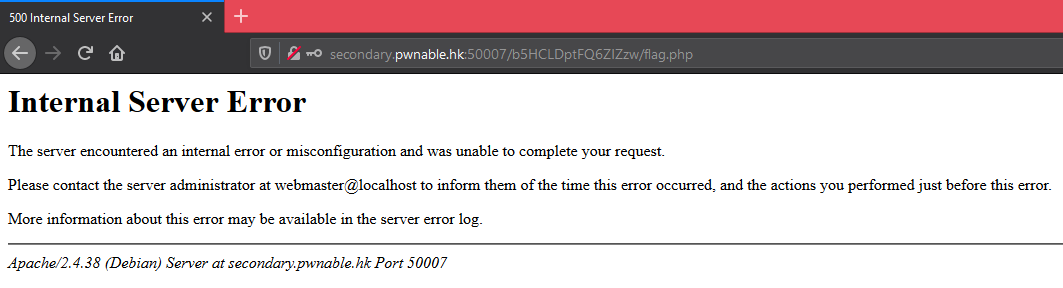 500 Internal Server Error
secondary.pwnable.hk:50007/b5HCLDptFQ6ZIZzw/flag.php
Internal Server Error
The server encountered an internal error or misconfiguration and was unable to complete your request.
Please contact the server administrator at webmaster@localhost to inform them of the time this error occurred, and the actions you performed just before this error.
More information about this error may be available in the server error log.
Apache/2.4.38 (Debian) Server at secondary.pwnable.hk Port 50007